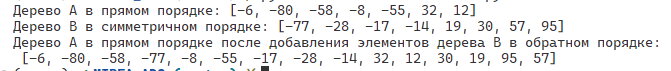 Дерево A в прямом порядке: [-6, -80, -58, -8, -55, 32, 12]
Дерево B в симметричном порядке: [-77, -28, -17, -14, 19, 30, 57, 95]
Дерево A в прямом порядке после добавления элементов дерева B в обратном порядке:
[-6, -80, -58, -77, -8, -55, -17, -28, -14, 32, 12, 30, 19, 95, 57]